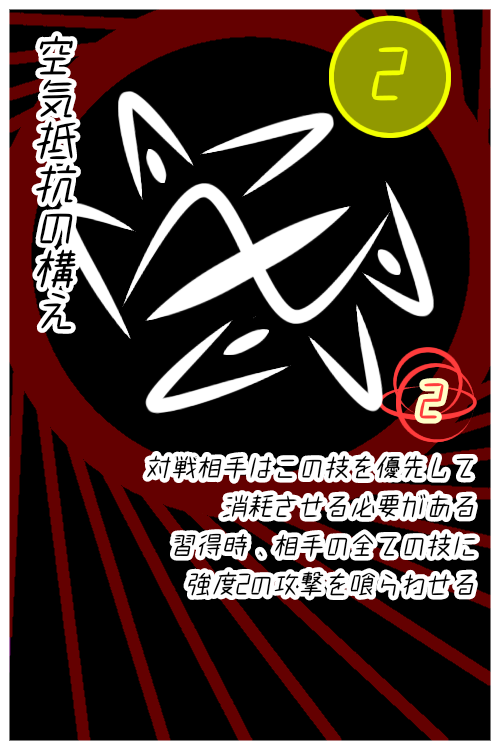 空気抵抗の構え
2
2
対戦相手はこの技を優先して
消耗させる必要がある
習得時、相手の全ての技に
強度2の攻撃を喰らわせる